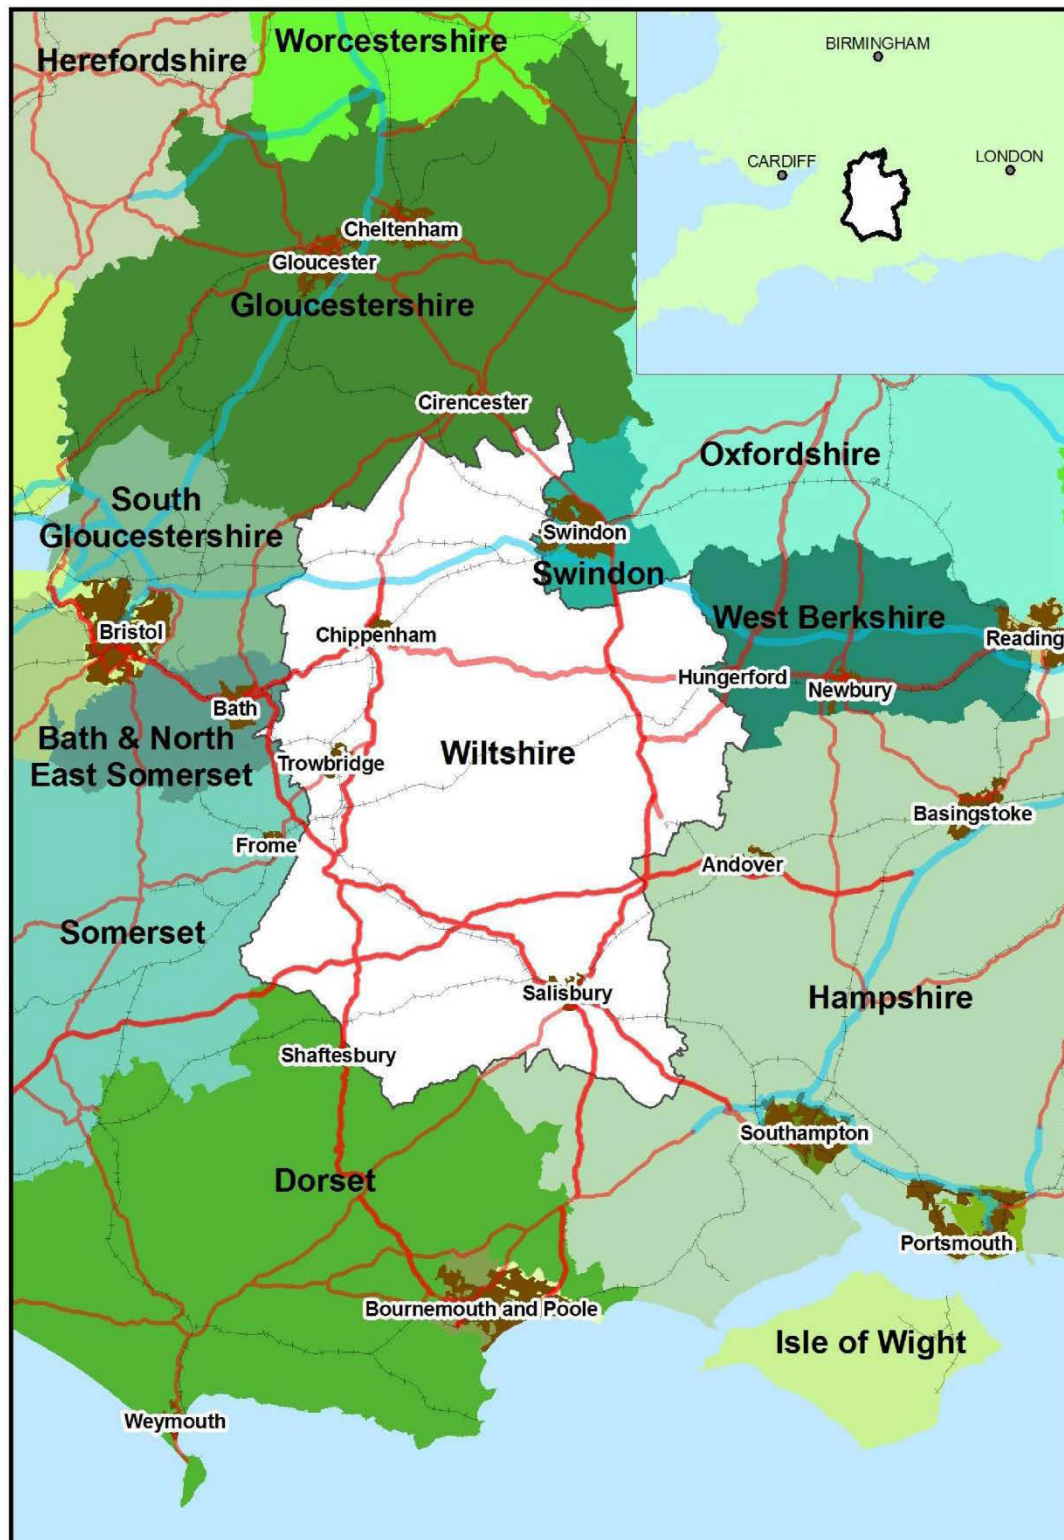 Worcestershire
Herefordshire
BIRMINGHAM
CARDIFF
LONDON
Cheltenham
Gloucester
Gloucestershire
Cirencester
Oxfordshire
South
Gloucestershire
Swindon
Swindon
West Berkshire
Bristol
Chippenham
Reading
Hungerford
Newbury
Bath
Bath & North
East Somerset
Trowbridge
Wiltshire
Basingstoke
Frome
Andover
Somerset
Salisbury
Hampshire
Shaftesbury
Southampton
Dorset
Portsmouth
Bournemouth and Poole
Isle of Wight
Weymouth